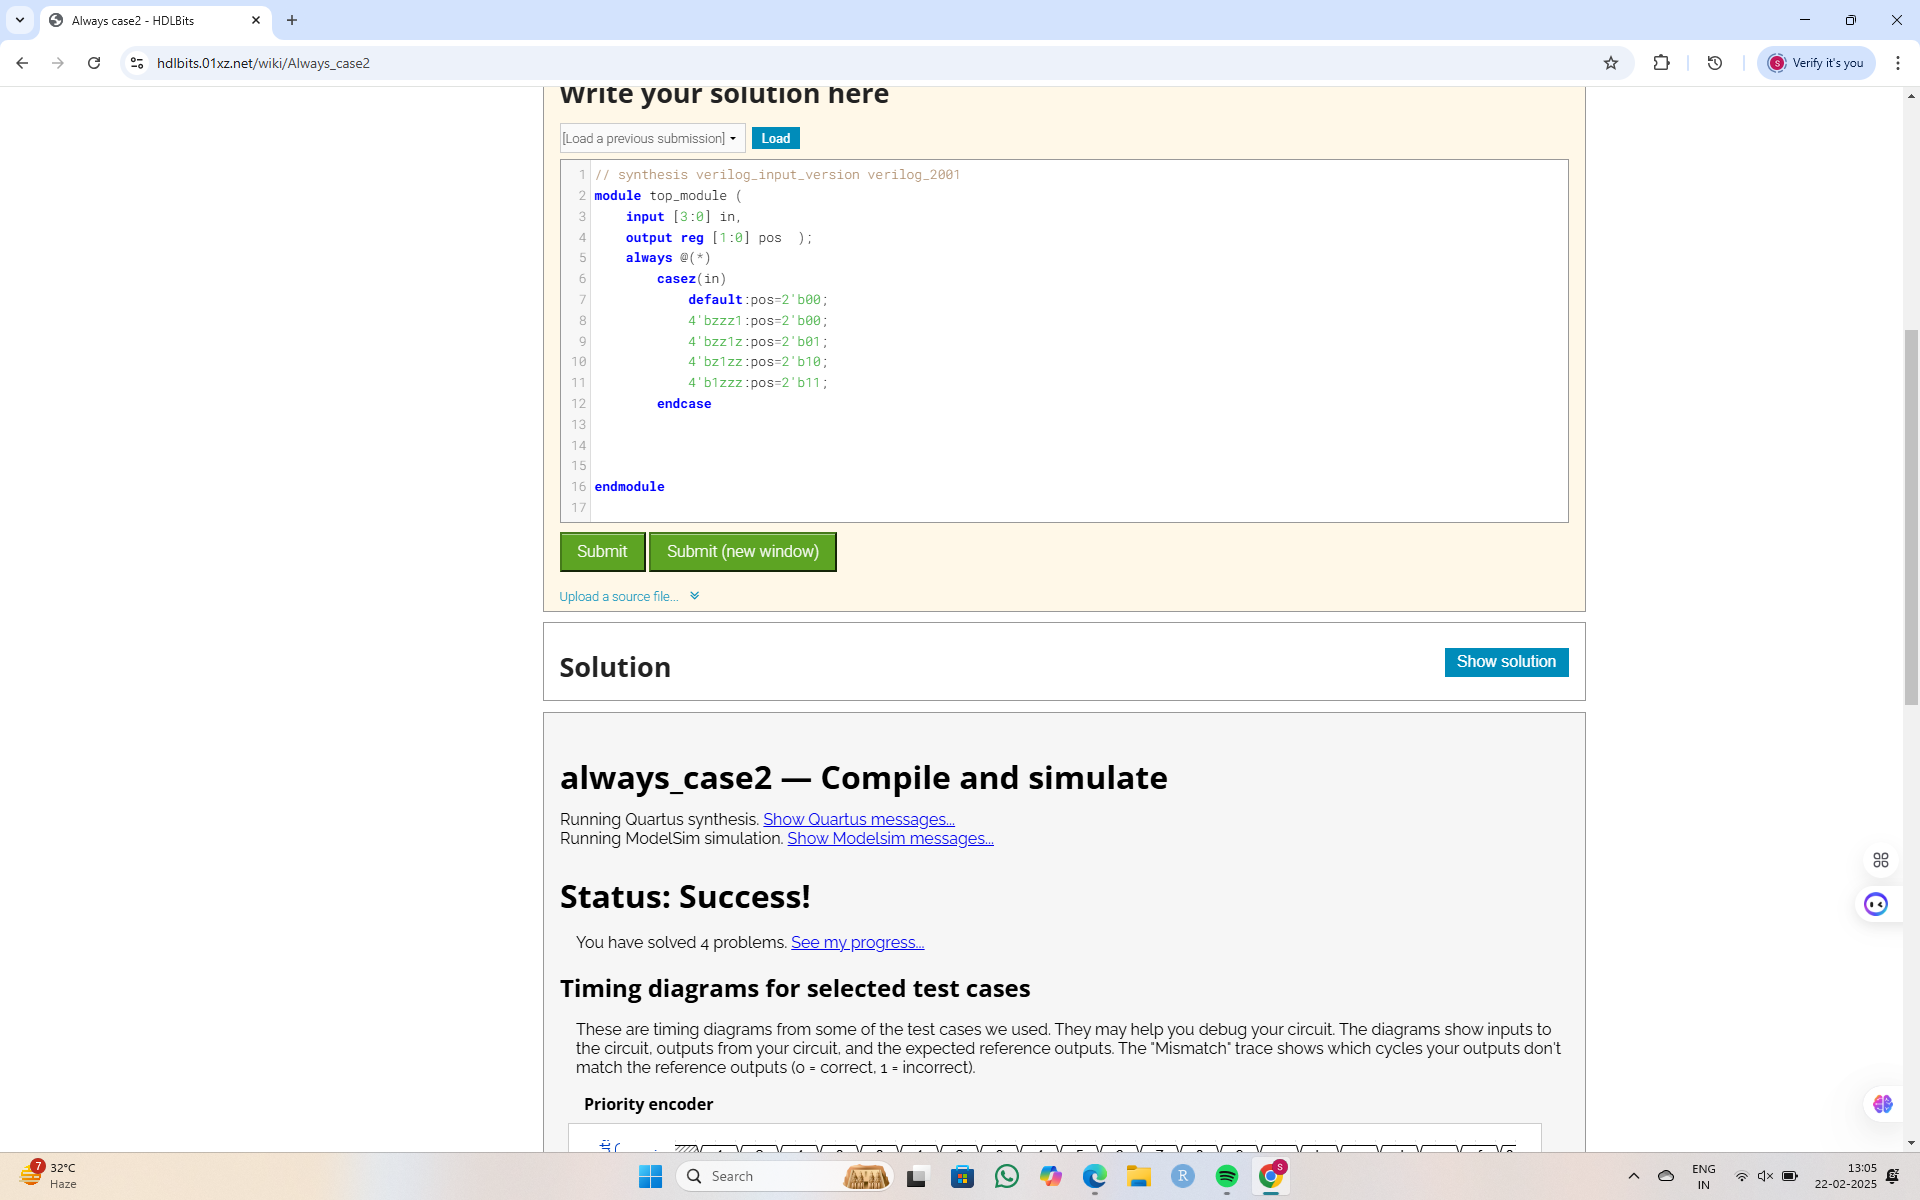 Always case2 - HDLBits
hdlbits.01xz.net/wiki/Always_case2
Verify it's you
Write your solution here
[Load a previous submission]
Load
1 // synthesis verilog_input_version verilog_2001
2 module top_module (
3 input [3:0] in,
4 output reg [1:0] pos );
5 always @(*)
6 casez(in)
7 default:pos=2'b00;
8 4'bzzz1:pos=2'b00;
9 4'bzz1z:pos=2'b01;
10 4'bz1zz:pos=2'b10;
11 4'b1zzz:pos=2'b11;
12 endcase
13
14
15
16 endmodule
17
Submit
Submit (new window)
Upload a source file...
Solution
Show solution
always_case2 — Compile and simulate
Running Quartus synthesis. Show Quartus messages...
Running ModelSim simulation. Show Modelsim messages...
Status: Success!
You have solved 4 problems. See my progress...
Timing diagrams for selected test cases
These are timing diagrams from some of the test cases we used. They may help you debug your circuit. The diagrams show inputs to
the circuit, outputs from your circuit, and the expected reference outputs. The "Mismatch" trace shows which cycles your outputs don't
match the reference outputs (0 = correct, 1 = incorrect).
Priority encoder
7
32°C
Haze
Search
R
S
ENG
IN
13:05
22-02-2025